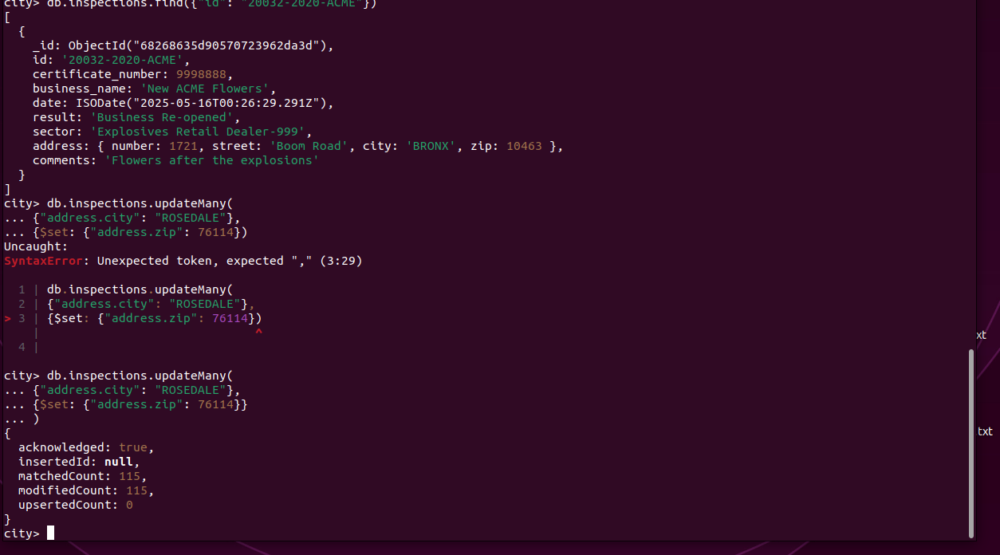 city> db.inspections.find({"id": "20032-2020-ACME"})
[
  {
    _id: ObjectId("68268635d90570723962da3d"),
    id: '20032-2020-ACME',
    certificate_number: 9998888,
    business_name: 'New ACME Flowers',
    date: ISODate("2025-05-16T00:26:29.291Z"),
    result: 'Business Re-opened',
    sector: 'Explosives Retail Dealer-999',
    address: { number: 1721, street: 'Boom Road', city: 'BRONX', zip: 10463 },
    comments: 'Flowers after the explosions'
  }
]
city> db.inspections.updateMany(
... {"address.city": "ROSEDALE"},
... {$set: {"address.zip": 76114})
Uncaught:
SyntaxError: Unexpected token, expected "," (3:29)

  1 | db.inspections.updateMany(
  2 | {"address.city": "ROSEDALE"},
> 3 | {$set: {"address.zip": 76114})
    |                              ^
  4 |

city> db.inspections.updateMany(
... {"address.city": "ROSEDALE"},
... {$set: {"address.zip": 76114}}
... )
{
  acknowledged: true,
  insertedId: null,
  matchedCount: 115,
  modifiedCount: 115,
  upsertedCount: 0
}
city>
xt
txt